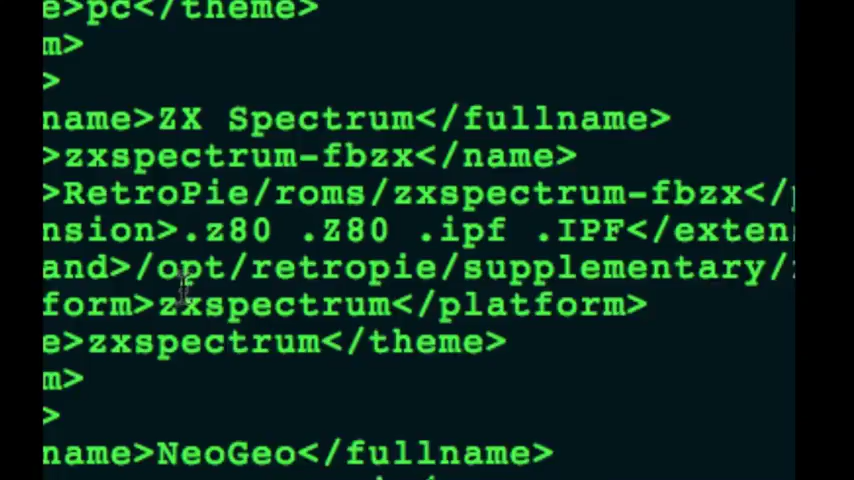 e>pc</theme>
m>
>
name>ZX Spectrum</fullname>
>zxspectrum-fbzx</name>
>RetroPie/roms/zxspectrum-fbzx</
nsion>.z80 .Z80 .ipf .IPF</exten
and>/opt/retropie/supplementary/
form>zxspectrum</platform>
e>zxspectrum</theme>
m>
>
name>NeoGeo</fullname>